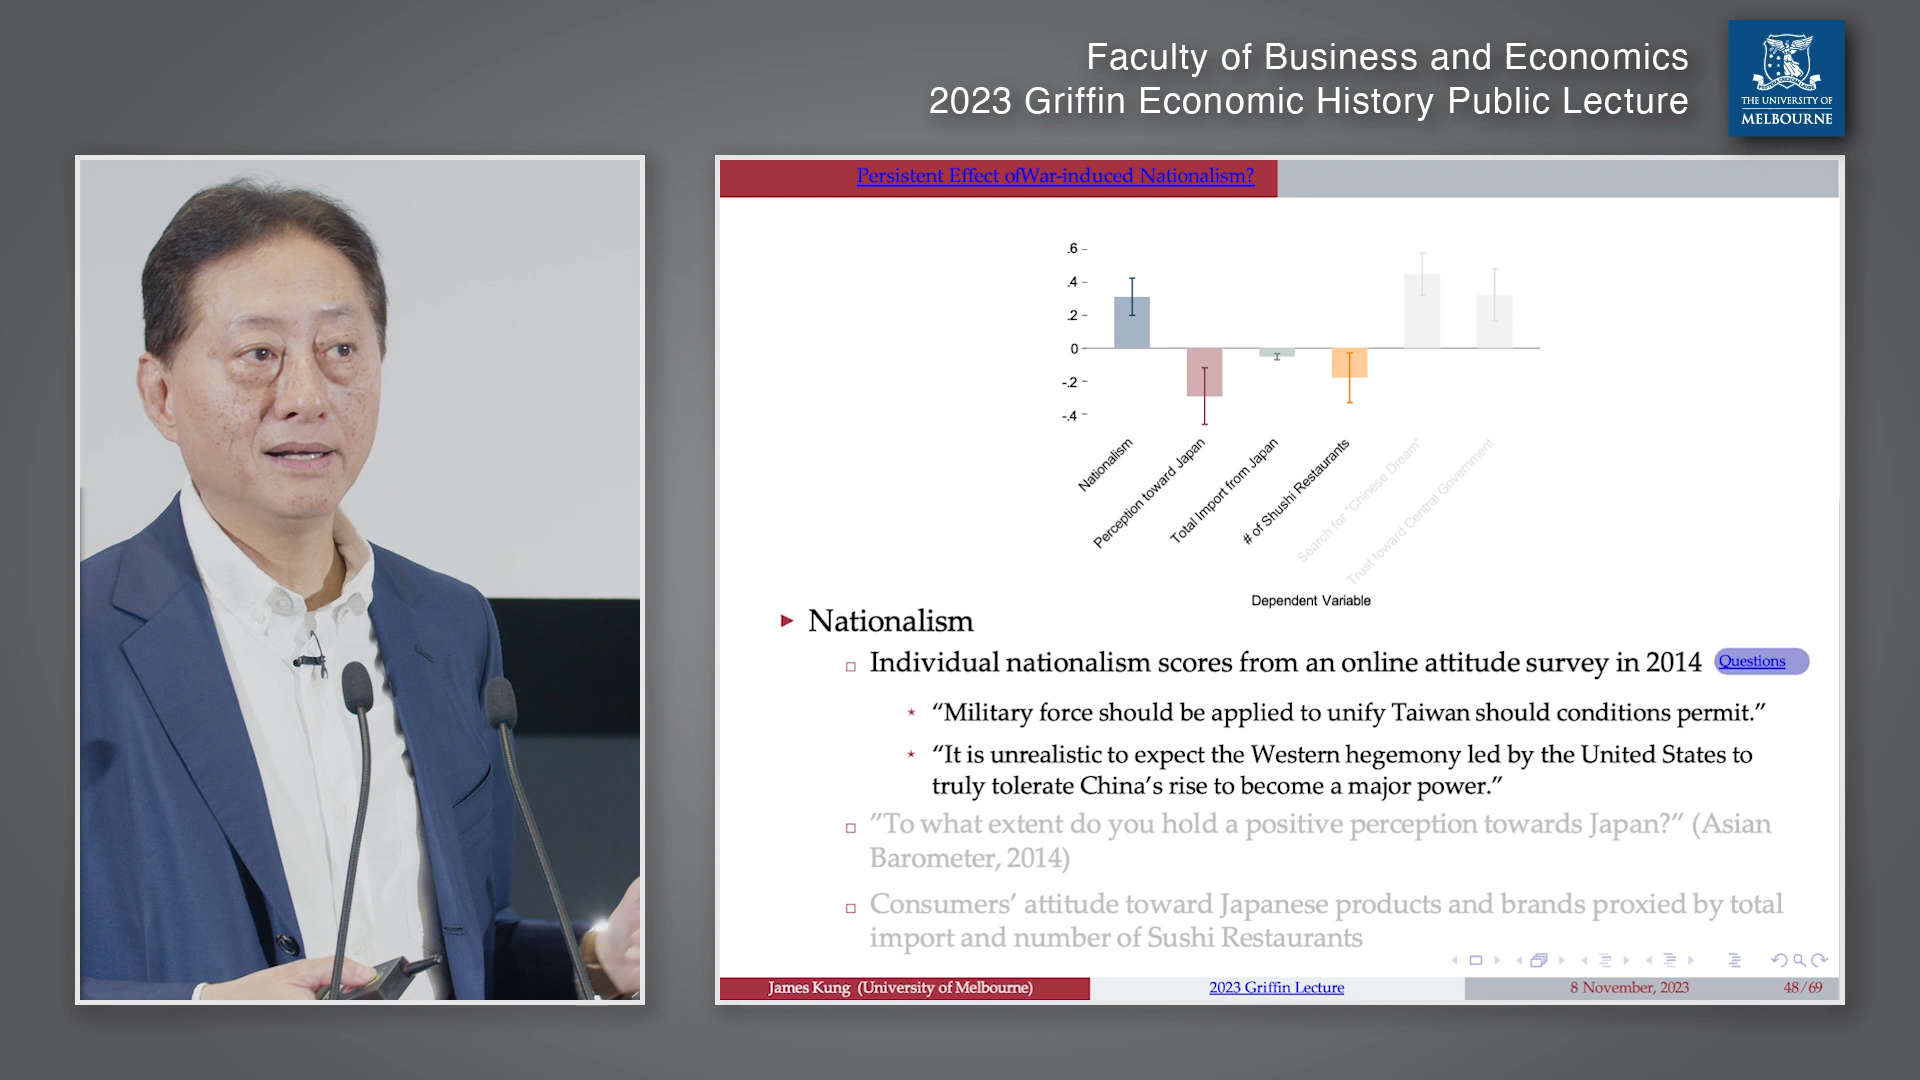 Faculty of Business and Economics
2023 Griffin Economic History Public Lecture
THE UNIVERSITY OF
MELBOURNE
Persistent Effect ofWar-induced Nationalism?
.6
.4
.2
0
-.2
-.4
Nationalism
Perception toward Japan
Total Import from Japan
# of Shushi Restaurants
Search for "Chinese Dream"
Trust toward Central Government
Dependent Variable
Nationalism
Individual nationalism scores from an online attitude survey in 2014 Questions
“Military force should be applied to unify Taiwan should conditions permit.”
“It is unrealistic to expect the Western hegemony led by the United States to
truly tolerate China’s rise to become a major power.”
”To what extent do you hold a positive perception towards Japan?” (Asian
Barometer, 2014)
Consumers’ attitude toward Japanese products and brands proxied by total
import and number of Sushi Restaurants
James Kung (University of Melbourne) 2023 Griffin Lecture 8 November, 2023 48/69